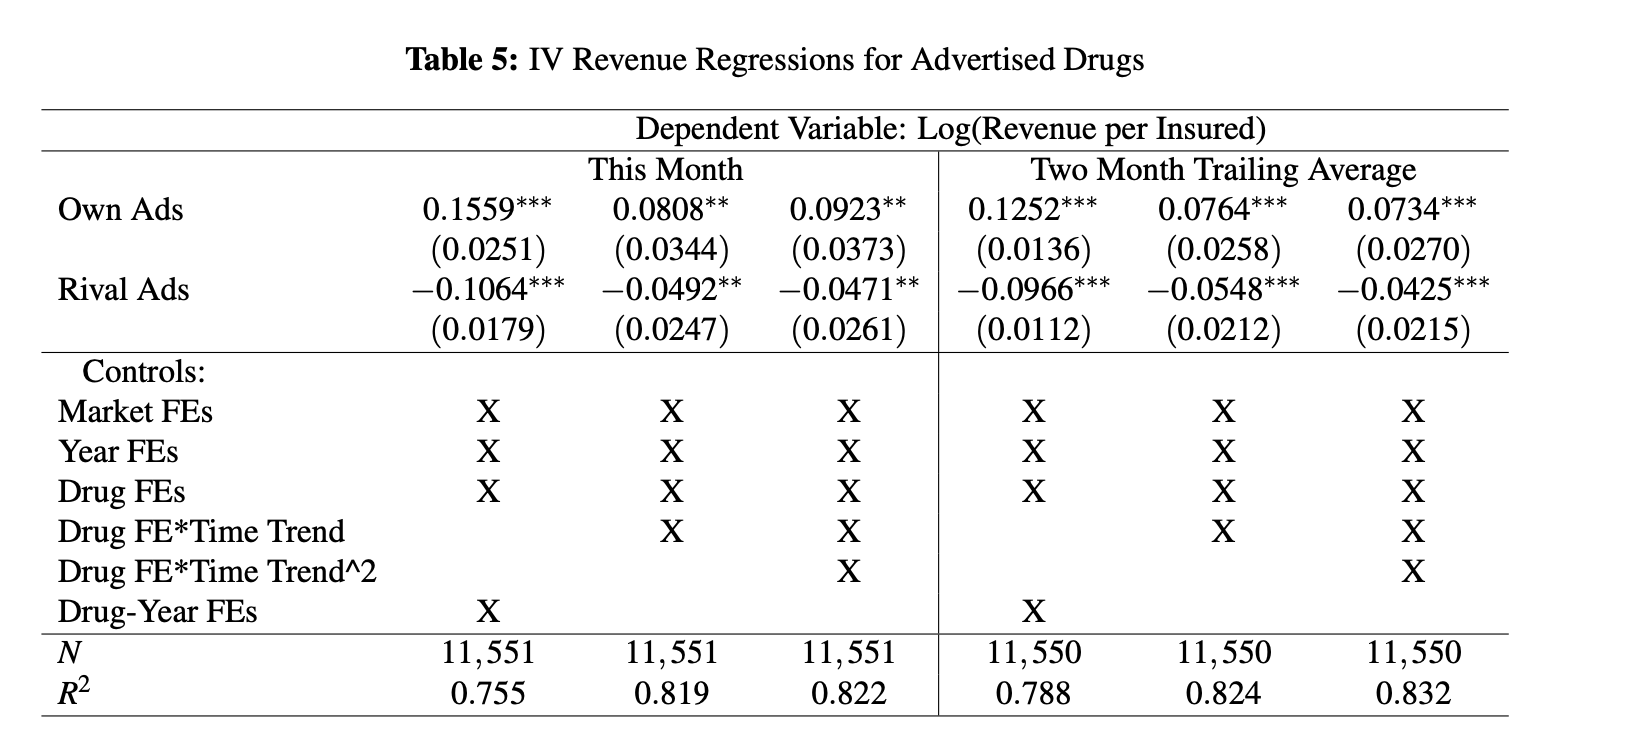 Table 5: IV Revenue Regressions for Advertised Drugs
Dependent Variable: Log(Revenue per Insured)
This Month Two Month Trailing Average
Own Ads 0.1559*** 0.0808** 0.0923** 0.1252*** 0.0764*** 0.0734***
(0.0251) (0.0344) (0.0373) (0.0136) (0.0258) (0.0270)
Rival Ads −0.1064*** −0.0492** −0.0471** −0.0966*** −0.0548*** −0.0425***
(0.0179) (0.0247) (0.0261) (0.0112) (0.0212) (0.0215)
Controls:
Market FEs X X X X X X
Year FEs X X X X X X
Drug FEs X X X X X X
Drug FE*Time Trend X X X X
Drug FE*Time Trend^2 X X
Drug-Year FEs X X
N 11,551 11,551 11,551 11,550 11,550 11,550
R² 0.755 0.819 0.822 0.788 0.824 0.832